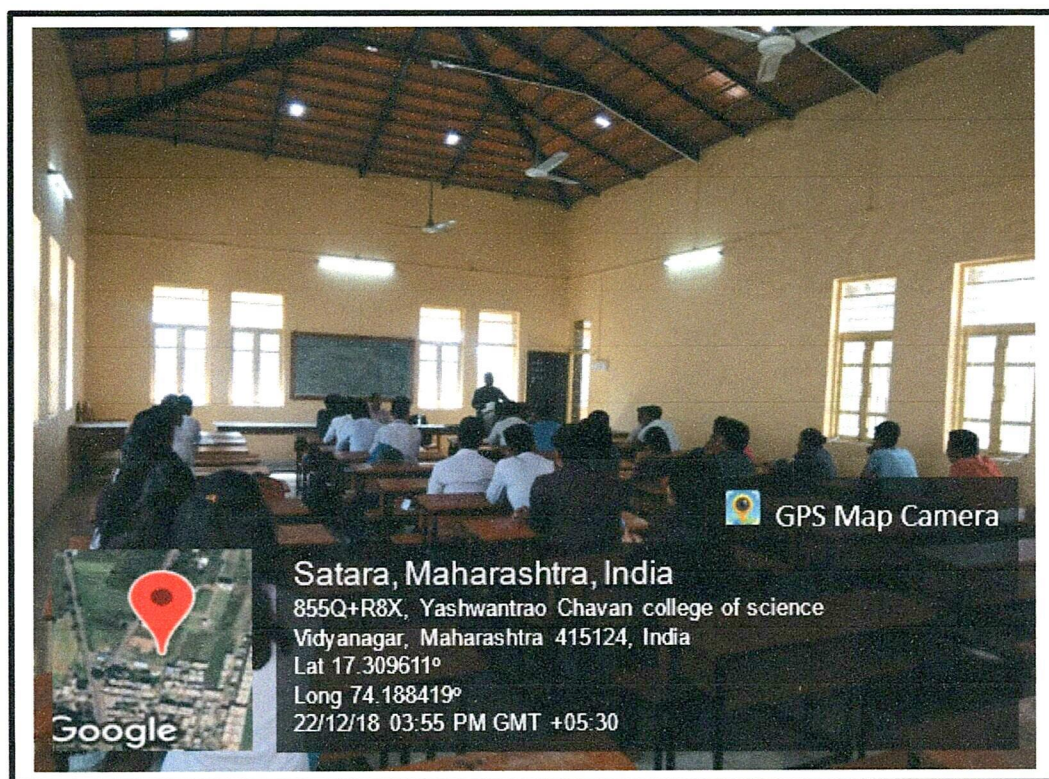 GPS Map Camera
Satara, Maharashtra, India
855Q+R8X, Yashwantrao Chavan college of science
Vidyanagar, Maharashtra 415124, India
Lat 17.309611°
Long 74.188419°
22/12/18 03:55 PM GMT +05:30
Google